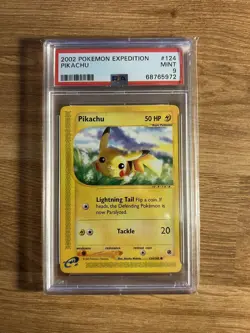 2002 POKEMON EXPEDITION #124
PIKACHU MINT
9
PSA 68765972
Pikachu 50 HP
Lightning Tail Flip a coin. If
heads, the Defending Pokémon is
now Paralyzed.
Tackle 20
e